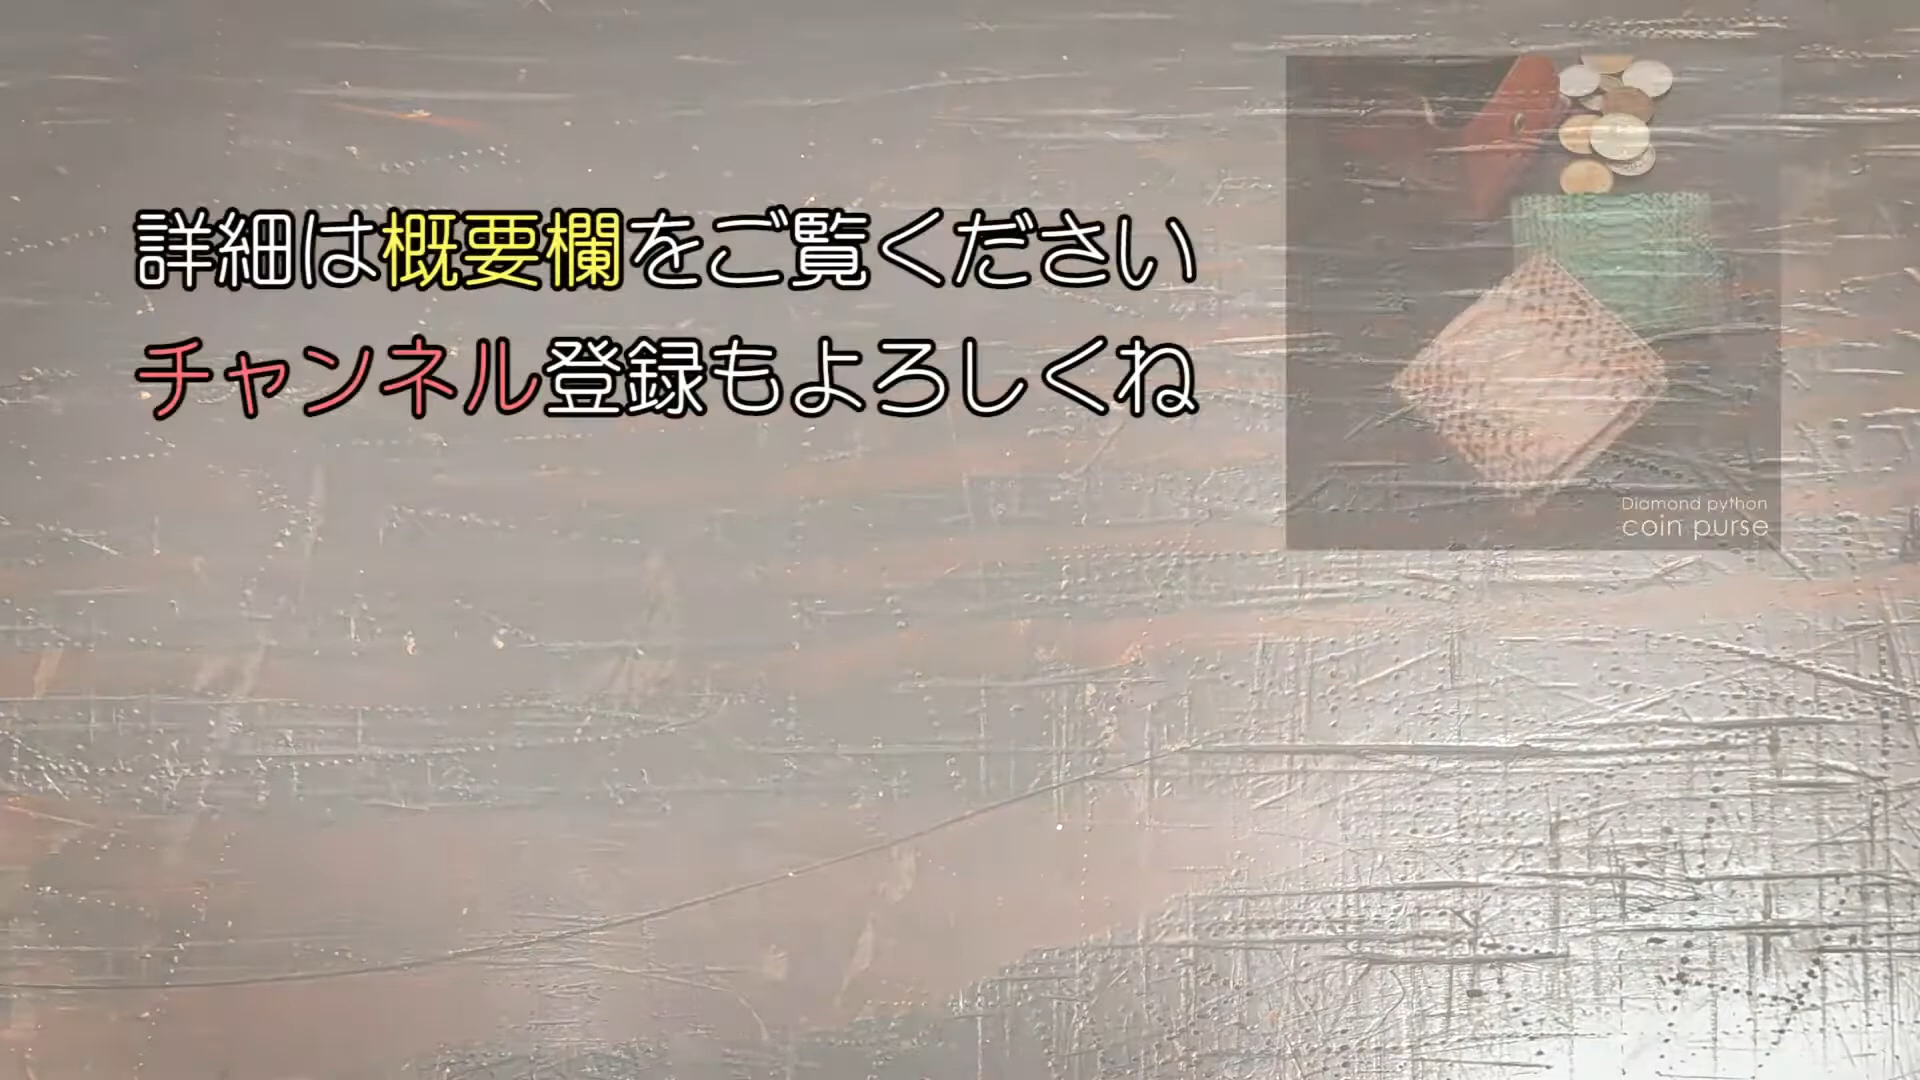 詳細は概要欄をご覧ください
チャンネル登録もよろしくね
Diamond python
coin purse